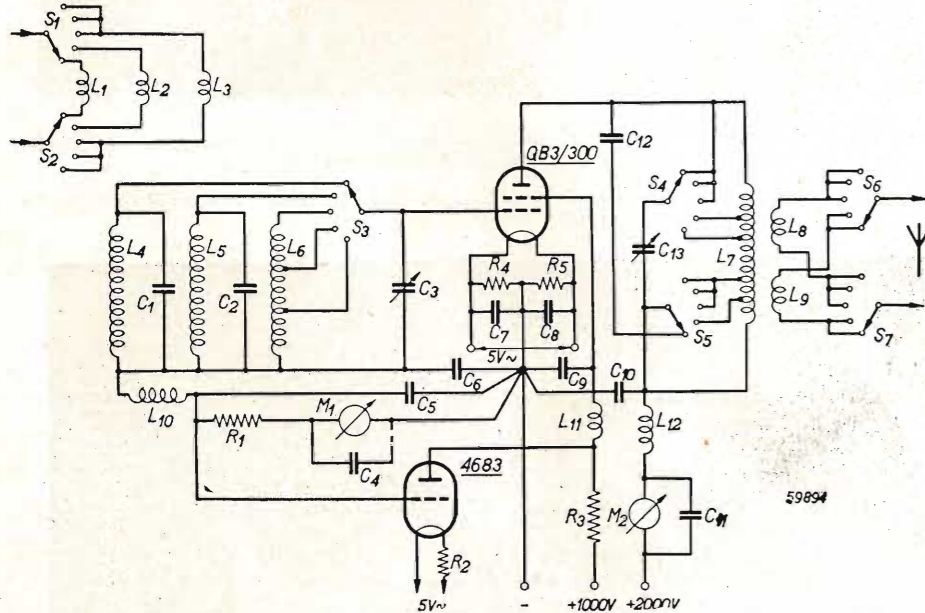 S1
L1
L2
L3
S2
QB3/300
C12
S4
S6
S3
L4
L5
L6
L7
L8
C13
C1
C2
C3
R4
R5
L9
C7
C8
S5
S7
5V~
C6
C9
C10
L10
C5
M1
L11
L12
R1
C4
4683
59894
R3
M2
C11
R2
5V~
-
+1000V
+2000V